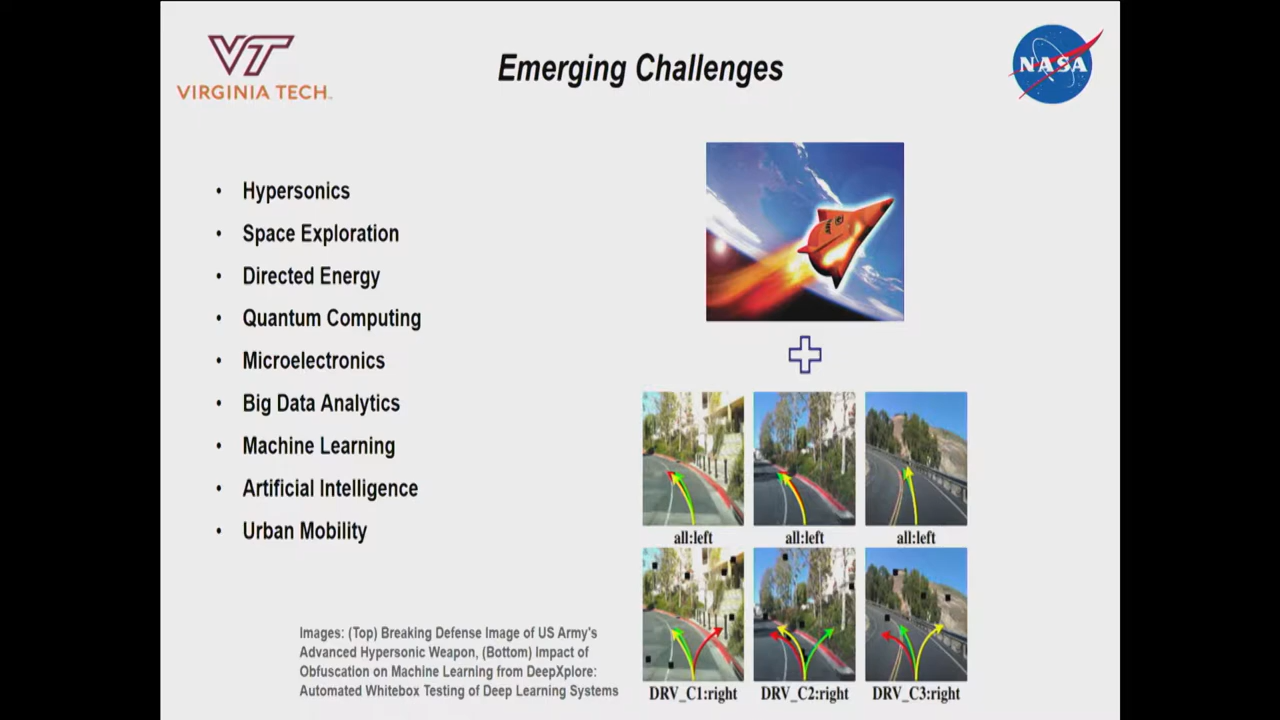 VT
VIRGINIA TECH.
Emerging Challenges
NASA
• Hypersonics
• Space Exploration
• Directed Energy
• Quantum Computing
• Microelectronics
• Big Data Analytics
• Machine Learning
• Artificial Intelligence
• Urban Mobility
all:left
all:left
all:left
DRV_C1:right
DRV_C2:right
DRV_C3:right
Images: (Top) Breaking Defense Image of US Army's
Advanced Hypersonic Weapon, (Bottom) Impact of
Obfuscation on Machine Learning from DeepXplore:
Automated Whitebox Testing of Deep Learning Systems